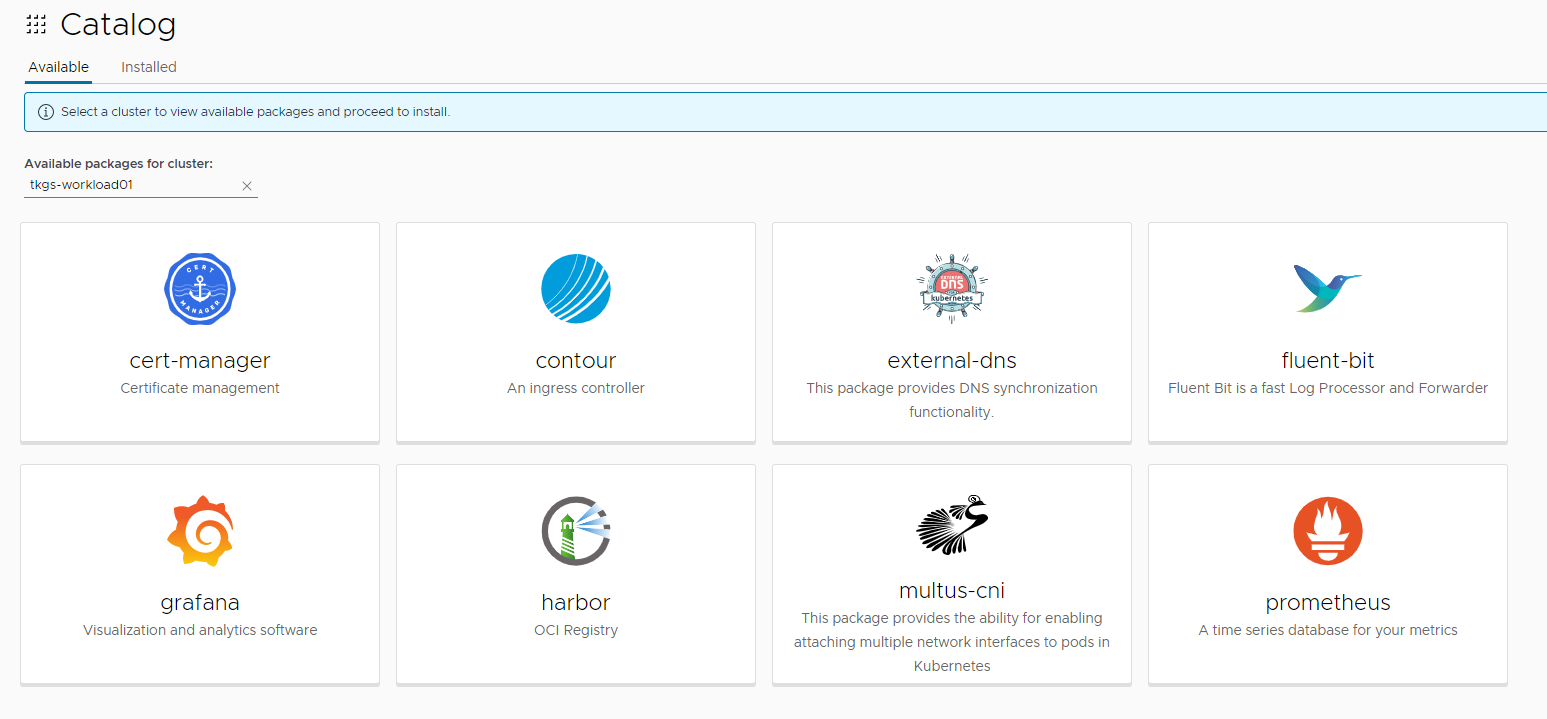 Catalog
Available
Installed
Select a cluster to view available packages and proceed to install.
Available packages for cluster:
tkgs-workload01
CERT
MANAGER
cert-manager
Certificate management
contour
An ingress controller
EXTERNAL
DNS
kubernetes
external-dns
This package provides DNS synchronization
functionality.
fluent-bit
Fluent Bit is a fast Log Processor and Forwarder
grafana
Visualization and analytics software
harbor
OCI Registry
multus-cni
This package provides the ability for enabling
attaching multiple network interfaces to pods in
Kubernetes
prometheus
A time series database for your metrics